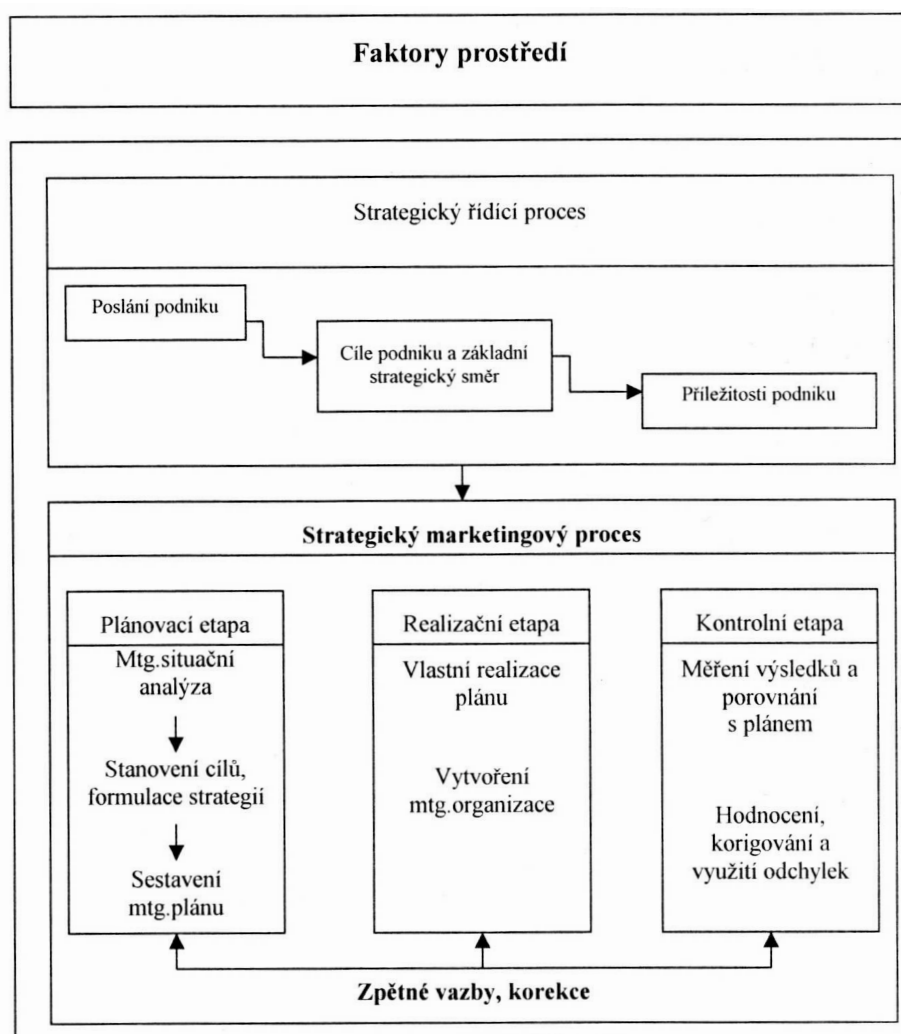 Faktory prostředí
Strategický řídící proces
Poslání podniku
Cíle podniku a základní
strategický směr
Příležitosti podniku
Strategický marketingový proces
Plánovací etapa
Mtg.situační
analýza
Stanovení cílů,
formulace strategií
Sestavení
mtg.plánu
Realizační etapa
Vlastní realizace
plánu
Vytvoření
mtg.organizace
Kontrolní etapa
Měření výsledků a
porovnání
s plánem
Hodnocení,
korigování a
využití odchylek
Zpětné vazby, korekce